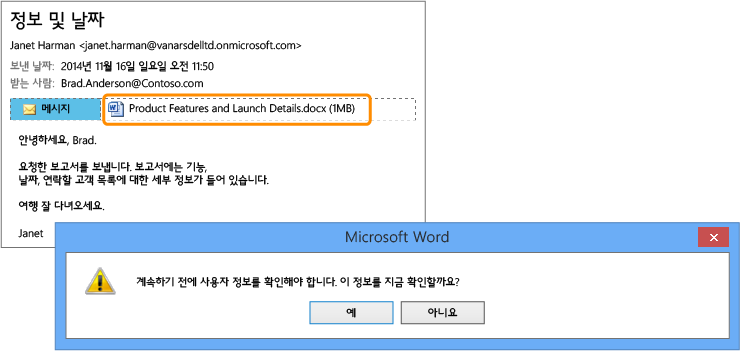 정보 및 날짜
Janet Harman <janet.harman@vanarsdelltd.onmicrosoft.com>
보낸 날짜: 2014년 11월 16일 일요일 오전 11:50
받는 사람: Brad.Anderson@Contoso.com
메시지 Product Features and Launch Details.docx (1MB)
안녕하세요, Brad.
요청한 보고서를 보냅니다. 보고서에는 기능,
날짜, 연락할 고객 목록에 대한 세부 정보가 들어 있습니다.
여행 잘 다녀오세요.
Janet
Microsoft Word
계속하기 전에 사용자 정보를 확인해야 합니다. 이 정보를 지금 확인할까요?
예 아니요